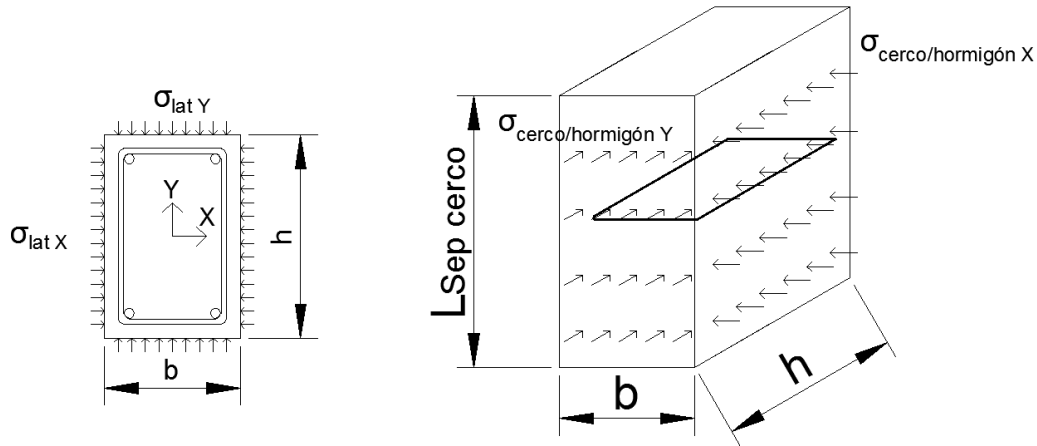 σlat Y
σlat X
Y
X
h
b
σcerco/hormigón X
σcerco/hormigón Y
LSep cerco
b
h